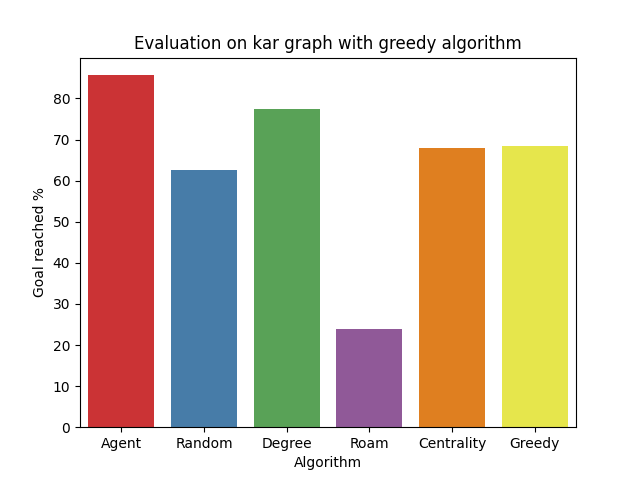 Evaluation on kar graph with greedy algorithm
Goal reached %
80
70
60
50
40
30
20
10
0
Agent Random Degree Roam Centrality Greedy
Algorithm